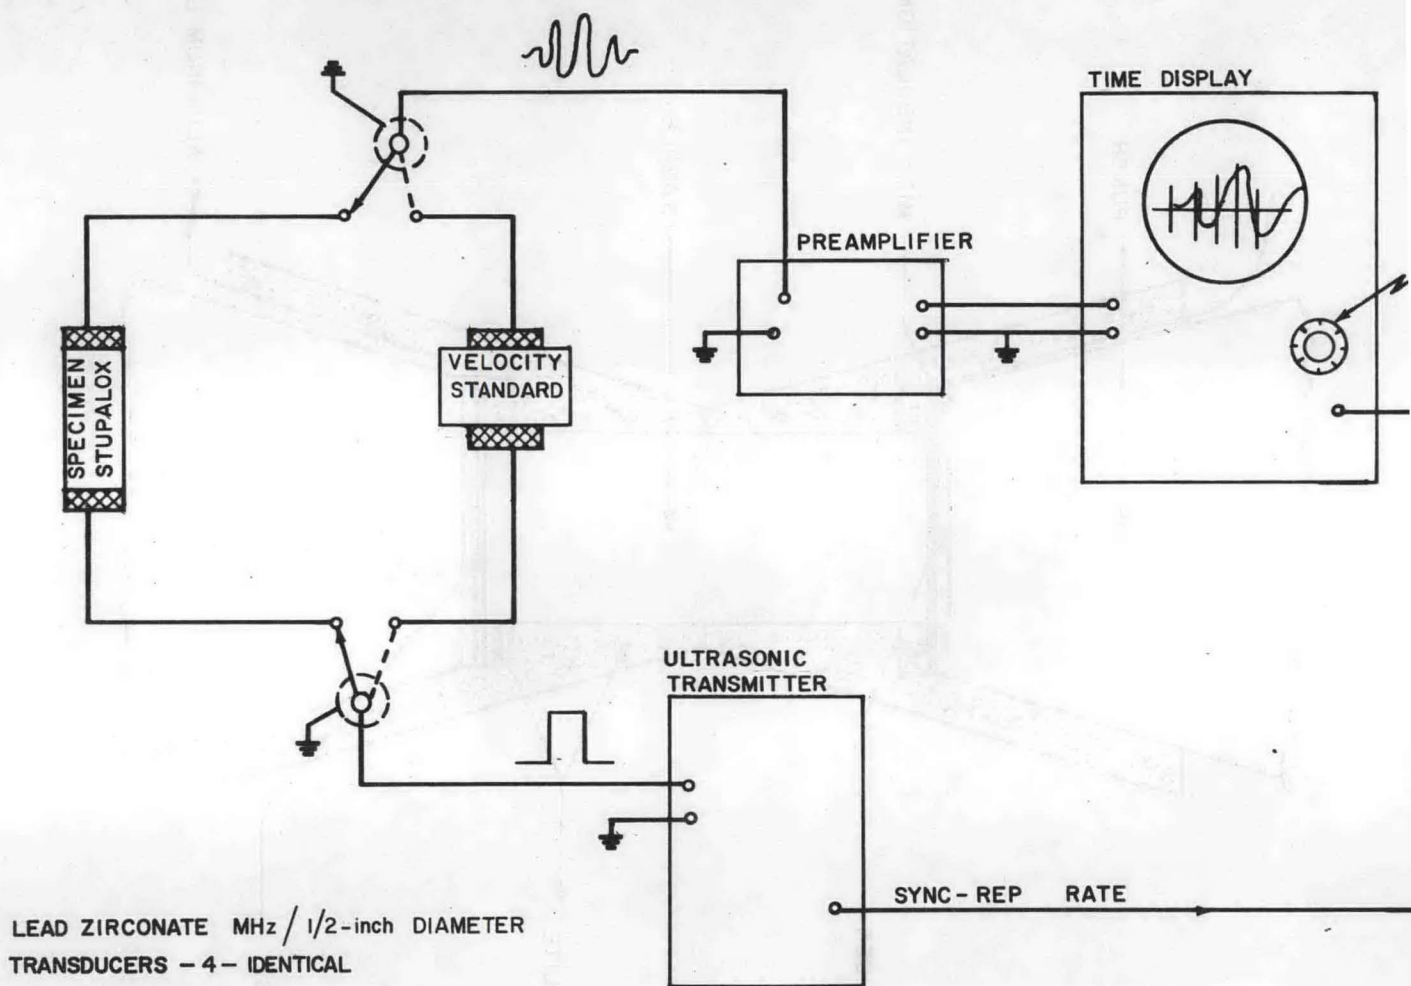 TIME DISPLAY
PREAMPLIFIER
SPECIMEN
STUPALOX
VELOCITY
STANDARD
ULTRASONIC
TRANSMITTER
SYNC-REP RATE
LEAD ZIRCONATE MHz / 1/2-inch DIAMETER
TRANSDUCERS - 4 - IDENTICAL